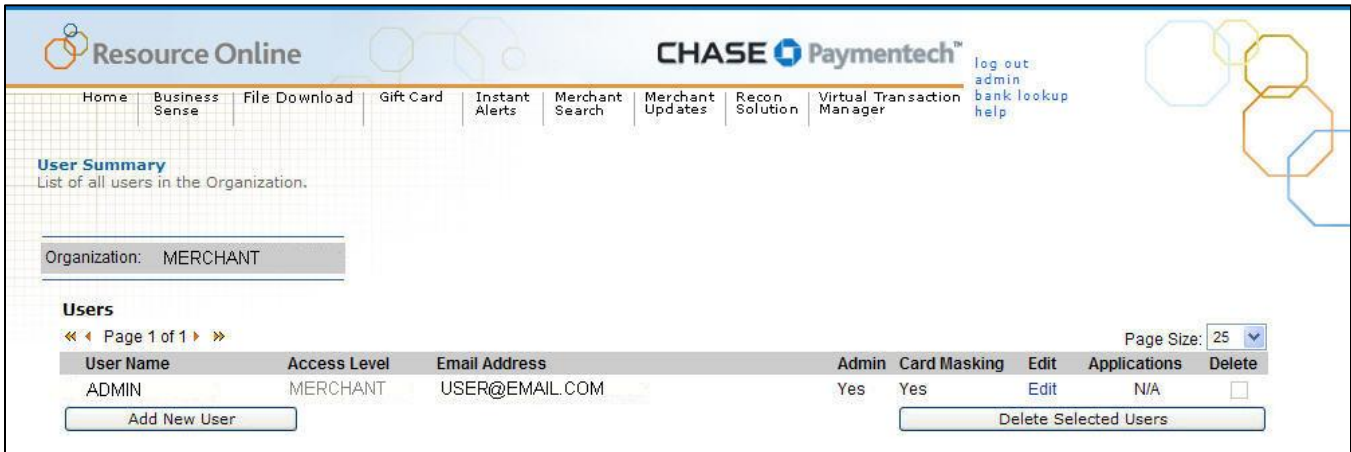 Resource Online
CHASE Paymentech™
log out
admin
bank lookup
help
Home Business Sense File Download Gift Card Instant Alerts Merchant Search Merchant Updates Recon Solution Virtual Transaction Manager
User Summary
List of all users in the Organization.
Organization: MERCHANT
Users
Page 1 of 1
Page Size: 25
User Name Access Level Email Address Admin Card Masking Edit Applications Delete
ADMIN MERCHANT USER@EMAIL.COM Yes Yes Edit N/A
Add New User Delete Selected Users